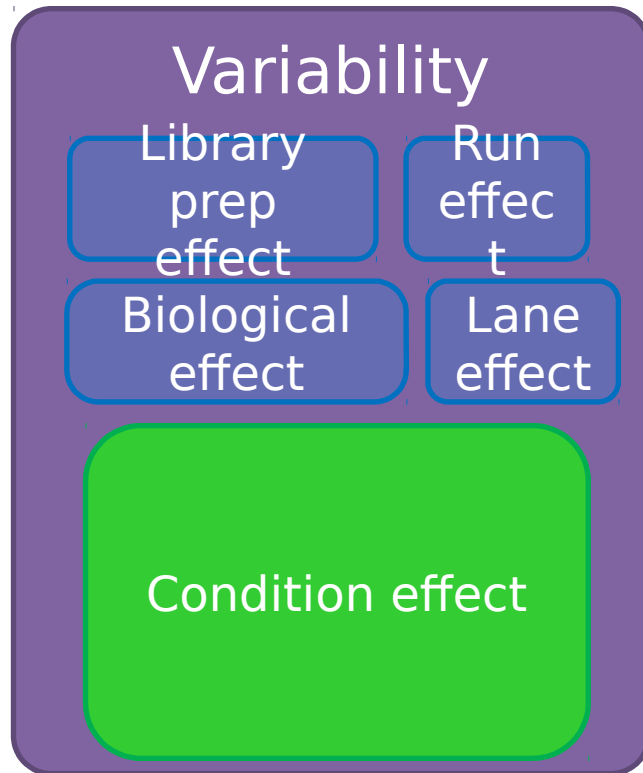 Variability
Library
prep
effect
Run
effec
t
Biological
effect
Lane
effect
Condition effect